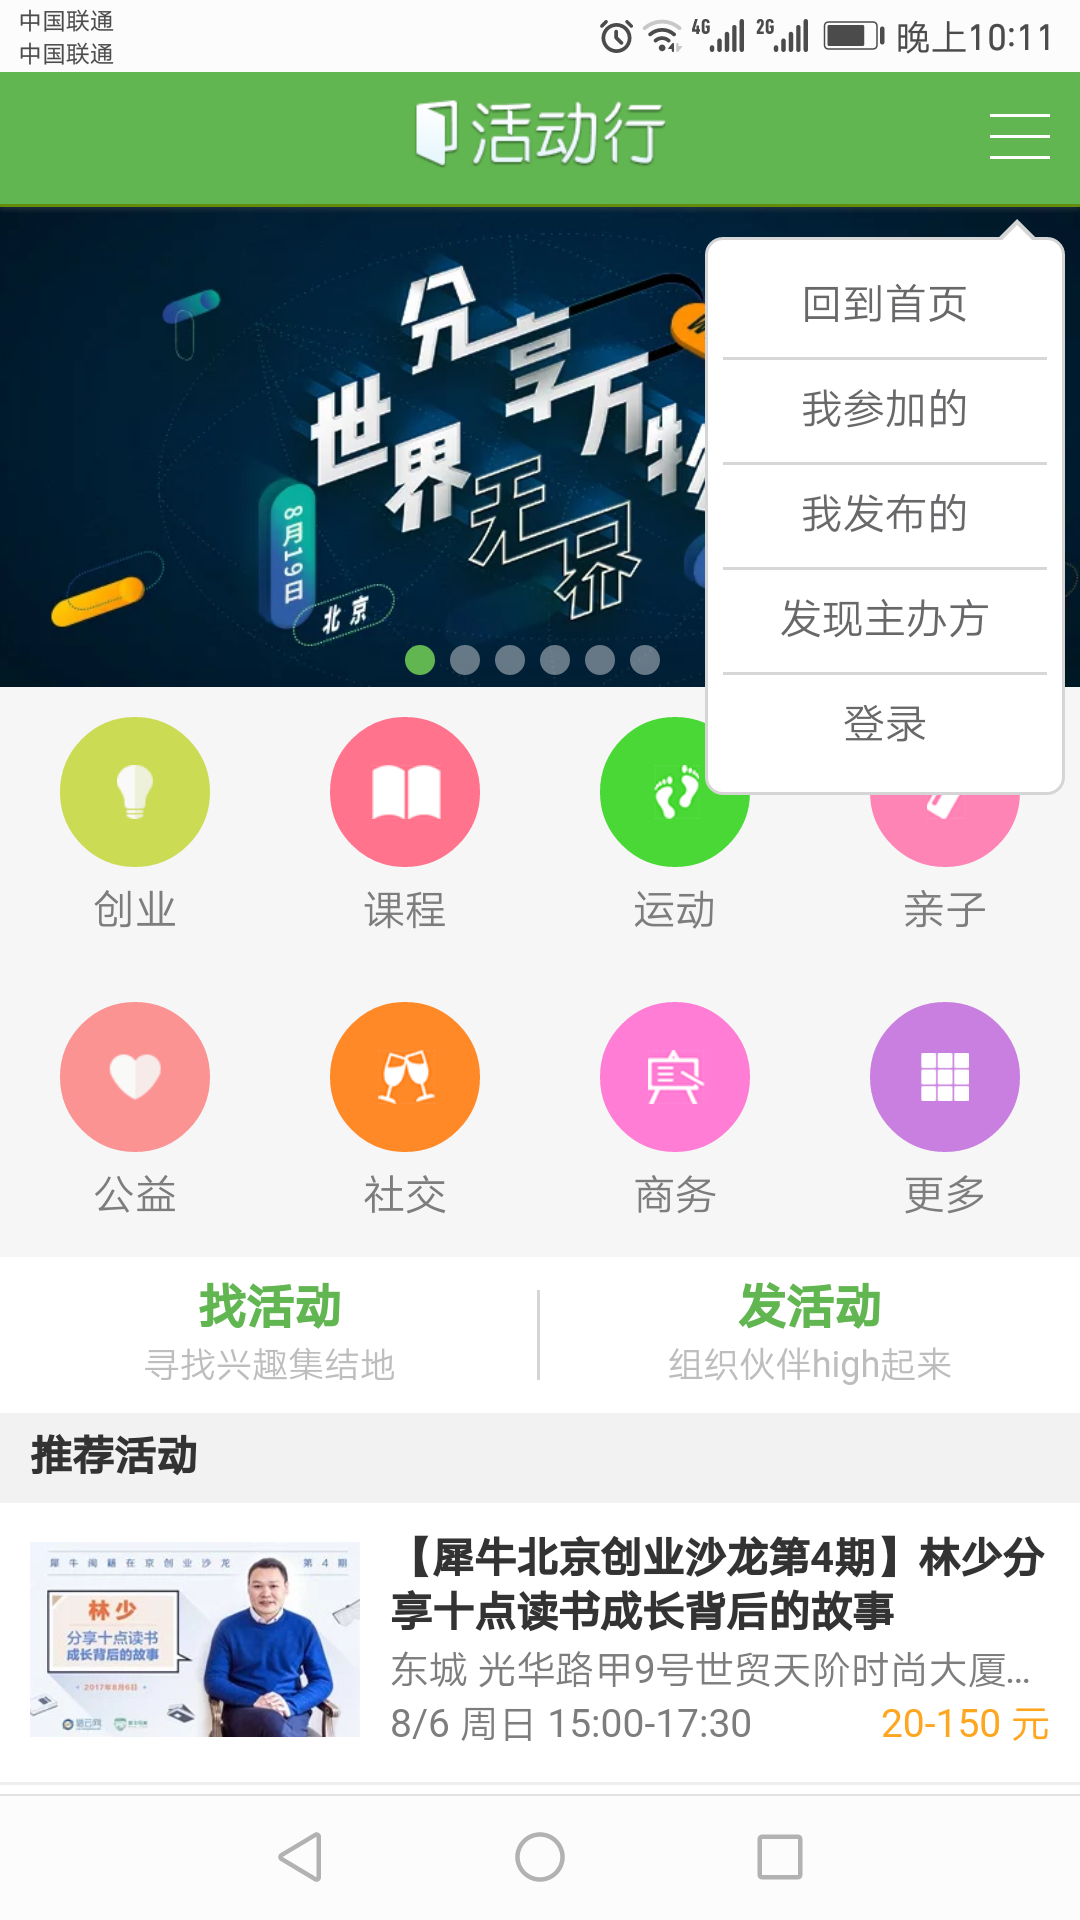 中国联通
中国联通
4G
2G
晚上10:11
活动行
分享万物
世界无界
8月19日
北京
回到首页
我参加的
我发布的
发现主办方
登录
创业
课程
运动
亲子
公益
社交
商务
更多
找活动
寻找兴趣集结地
发活动
组织伙伴high起来
推荐活动
犀牛闯籍在京创业沙龙 第4期
林少
分享十点读书
成长背后的故事
2017年8月6日
【犀牛北京创业沙龙第4期】林少分
享十点读书成长背后的故事
东城 光华路甲9号世贸天阶时尚大厦...
8/6 周日 15:00-17:30
20-150 元